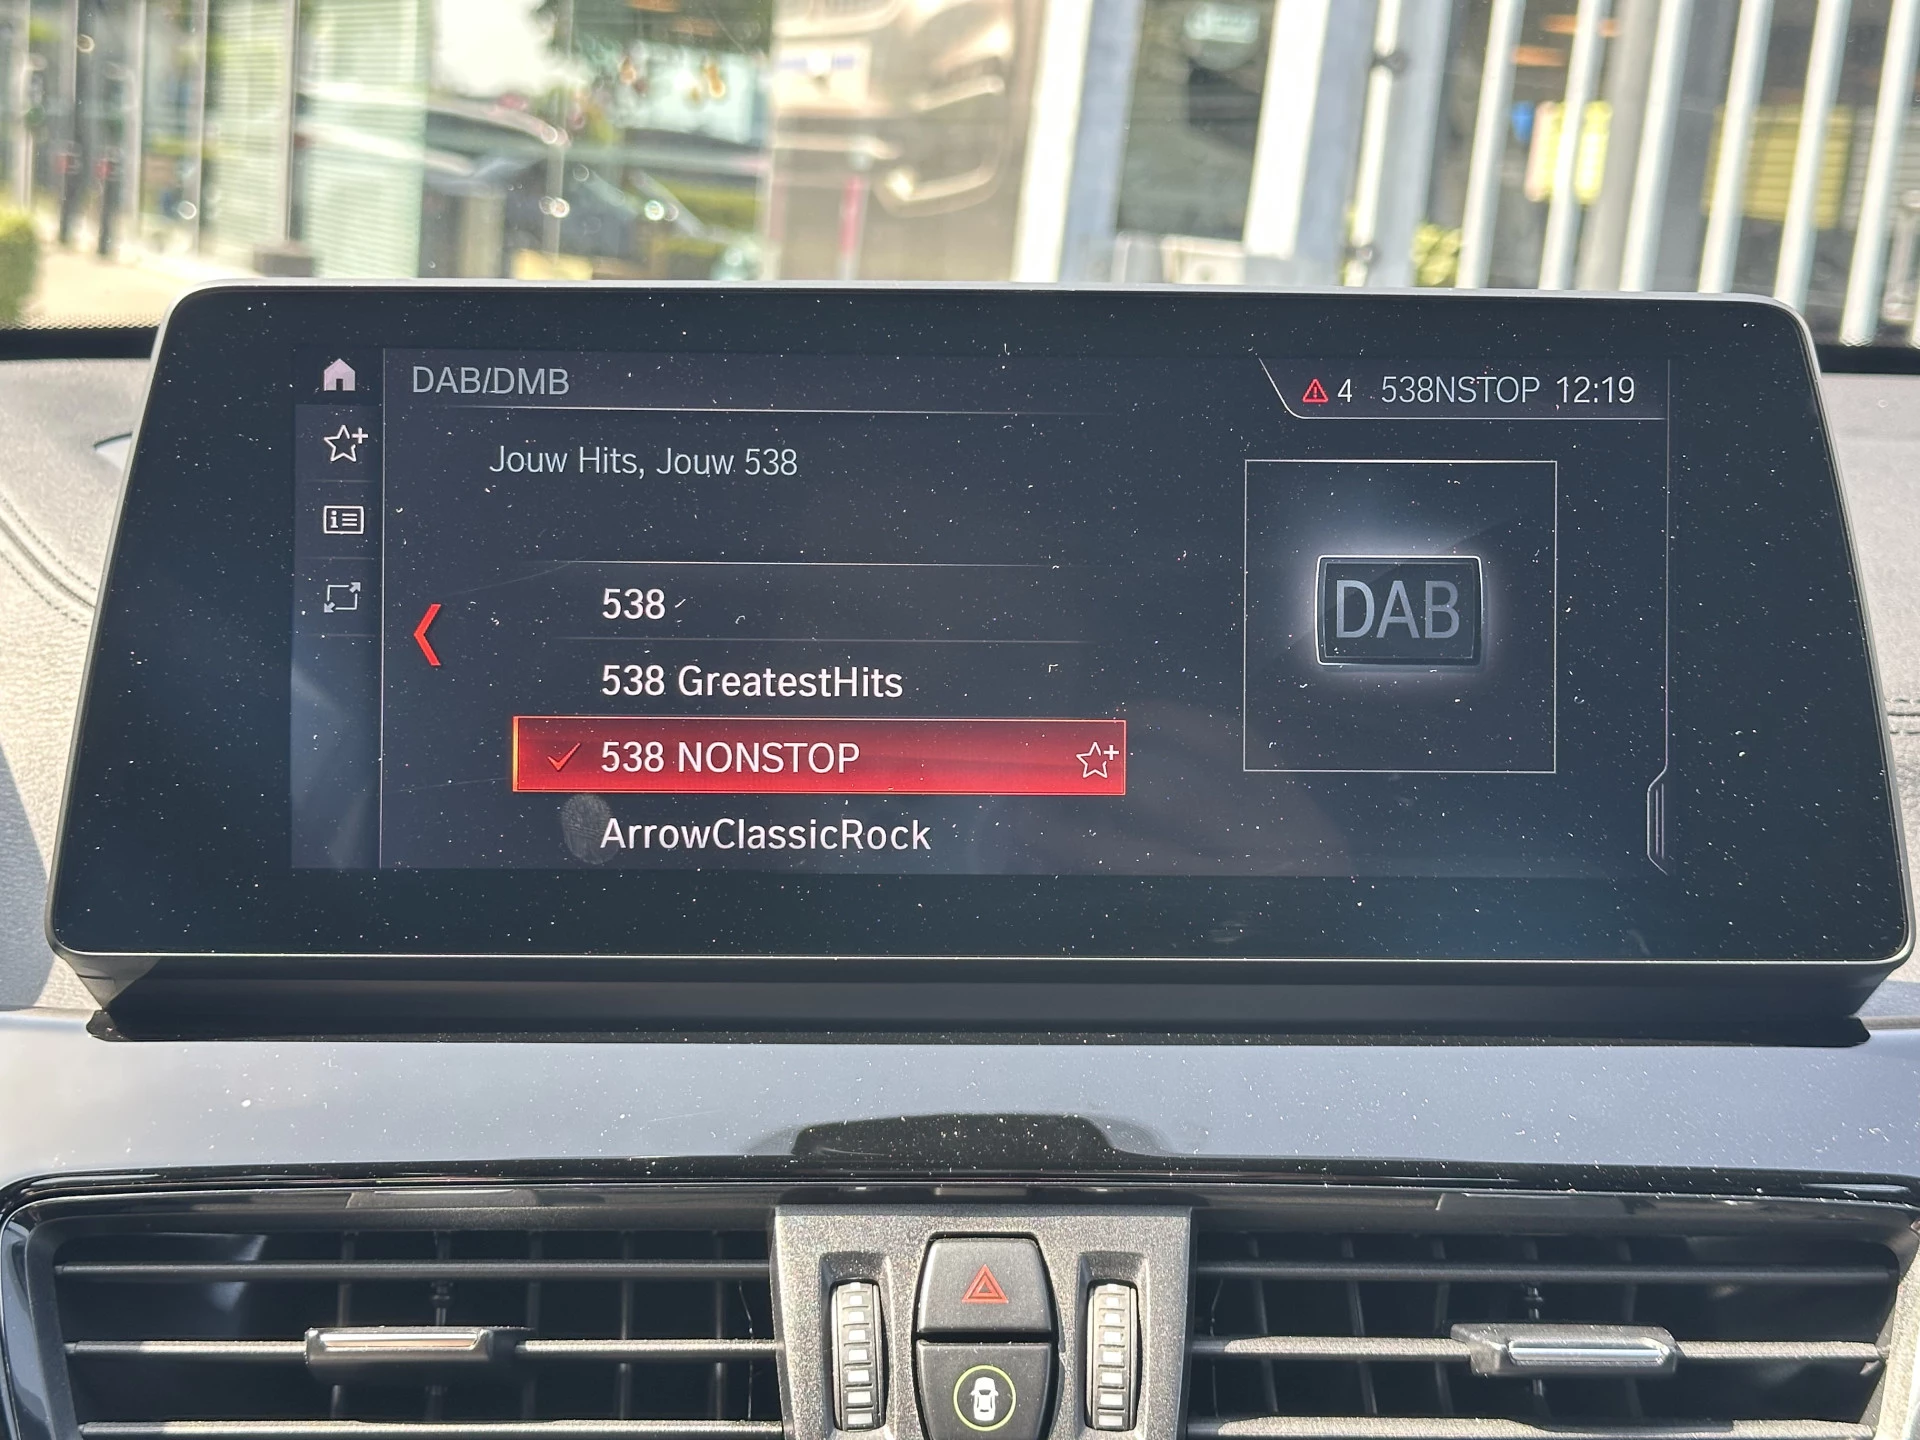 DAB/DMB
4 538NSTOP 12:19
Jouw Hits, Jouw 538
538
538 GreatestHits
538 NONSTOP
ArrowClassicRock
DAB